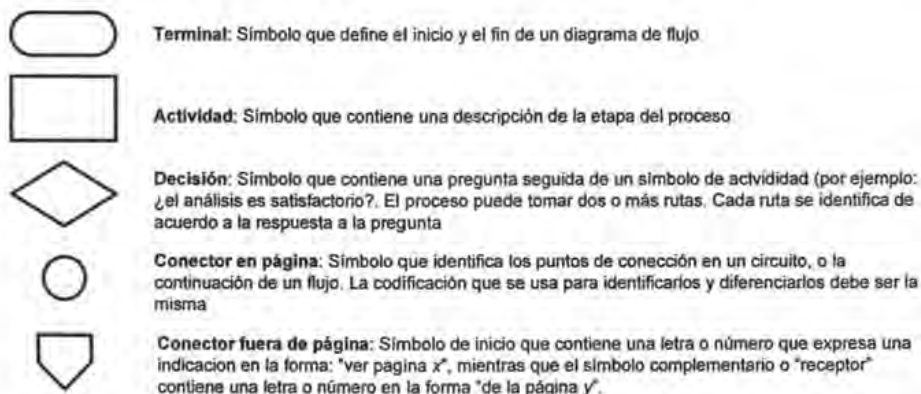 Terminal: Símbolo que define el inicio y el fin de un diagrama de flujo
Actividad: Símbolo que contiene una descripción de la etapa del proceso
Decisión: Símbolo que contiene una pregunta seguida de un símbolo de actvididad (por ejemplo:
¿el análisis es satisfactorio?. El proceso puede tomar dos o más rutas. Cada ruta se identifica de
acuerdo a la respuesta a la pregunta
Conector en página: Símbolo que identifica los puntos de conección en un circuito, o la
continuación de un flujo. La codificación que se usa para identificarlos y diferenciarlos debe ser la
misma
Conector fuera de página: Símbolo de inicio que contiene una letra o número que expresa una
indicacion en la forma: "ver pagina x", mientras que el símbolo complementario o "receptor"
contiene una letra o número en la forma "de la página y".